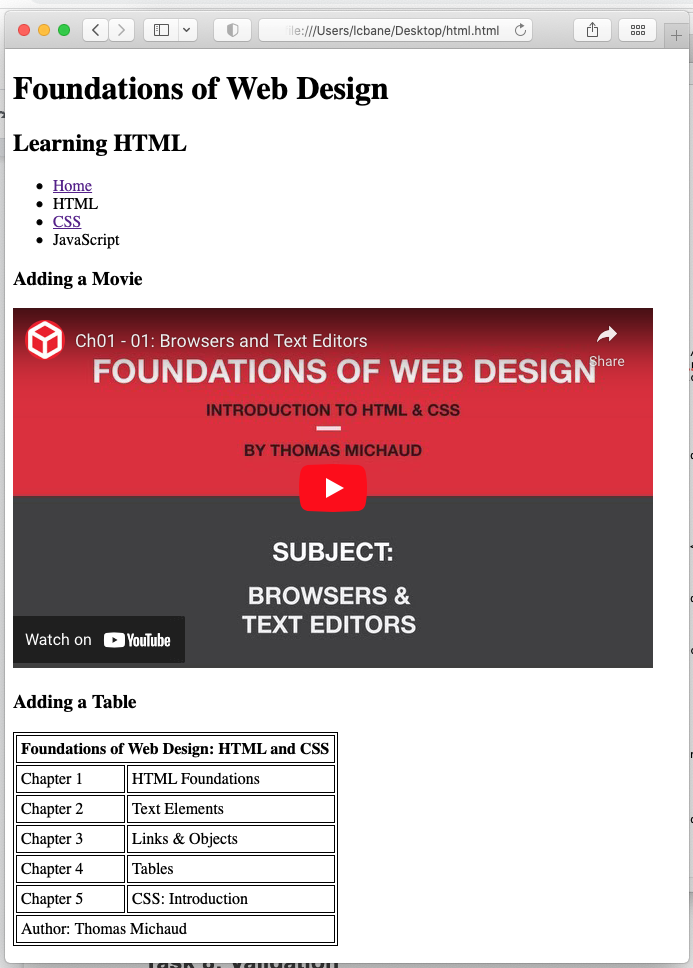 file:///Users/lcbane/Desktop/html.html
Foundations of Web Design
Learning HTML
Home
HTML
CSS
JavaScript
Adding a Movie
Ch01 - 01: Browsers and Text Editors
Share
FOUNDATIONS OF WEB DESIGN
INTRODUCTION TO HTML & CSS
BY THOMAS MICHAUD
SUBJECT:
BROWSERS &
TEXT EDITORS
Watch on YouTube
Adding a Table
Foundations of Web Design: HTML and CSS
Chapter 1 HTML Foundations
Chapter 2 Text Elements
Chapter 3 Links & Objects
Chapter 4 Tables
Chapter 5 CSS: Introduction
Author: Thomas Michaud